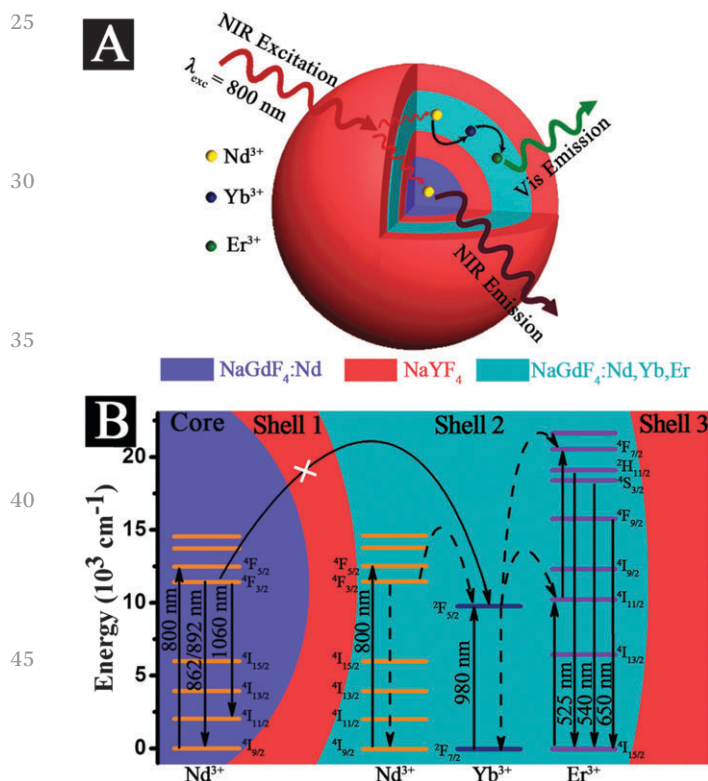 25
A
NIR Excitation
λexc = 800 nm
Nd³⁺
30
Yb³⁺
Er³⁺
Vis Emission
NIR Emission
35
NaGdF₄:Nd NaYF₄ NaGdF₄:Nd,Yb,Er
B
Core Shell 1 Shell 2 Shell 3
Energy (10³ cm⁻¹)
20
15
10
5
0
40
45
⁴F₅/₂
⁴F₃/₂
800 nm
862/892 nm
1060 nm
⁴I₁₅/₂
⁴I₁₃/₂
⁴I₁₁/₂
⁴I₉/₂
⁴F₅/₂
⁴F₃/₂
800 nm
⁴I₁₅/₂
⁴I₁₃/₂
⁴I₁₁/₂
⁴I₉/₂
²F₅/₂
980 nm
²F₇/₂
⁴F₇/₂
²H₁₁/₂
⁴S₃/₂
⁴F₉/₂
⁴I₉/₂
⁴I₁₁/₂
⁴I₁₃/₂
525 nm
540 nm
650 nm
⁴I₁₅/₂
Nd³⁺ Nd³⁺ Yb³⁺ Er³⁺